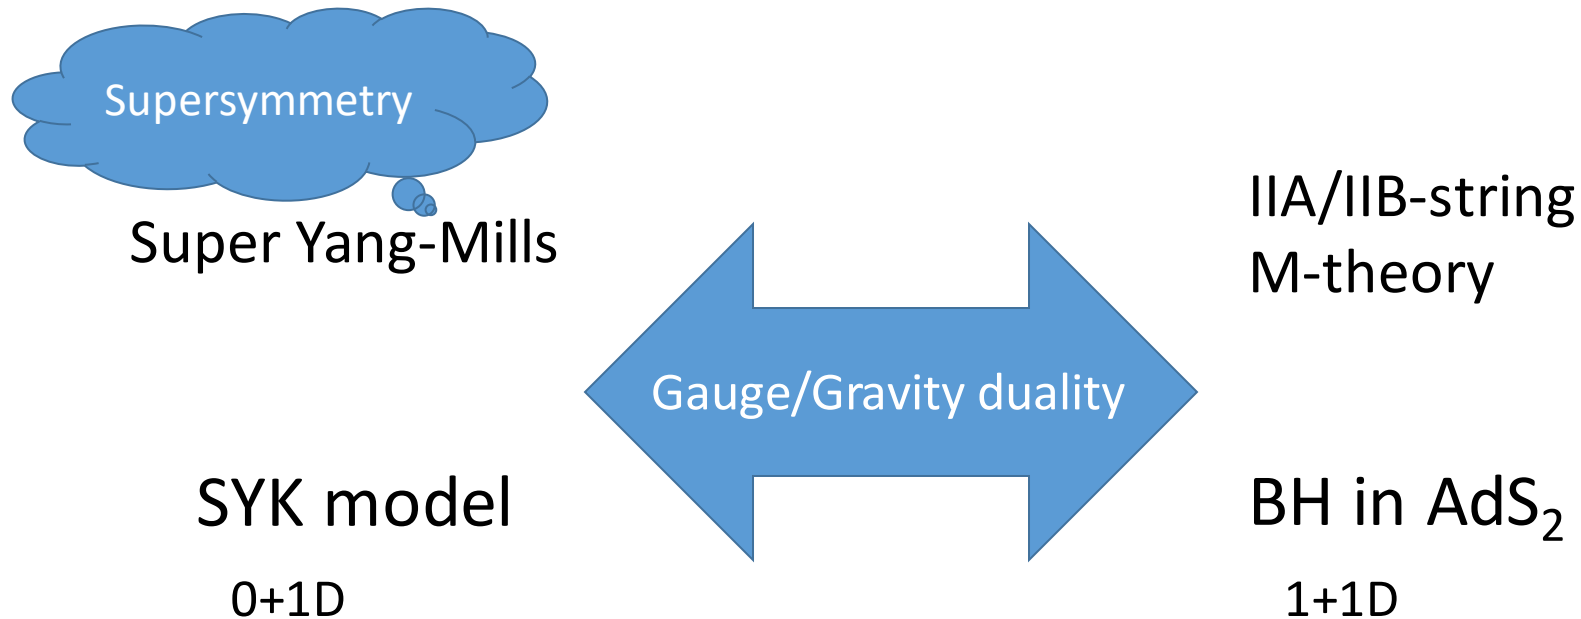 Supersymmetry
Super Yang-Mills
IIA/IIB-string
M-theory
Gauge/Gravity duality
SYK model
BH in AdS₂
0+1D
1+1D